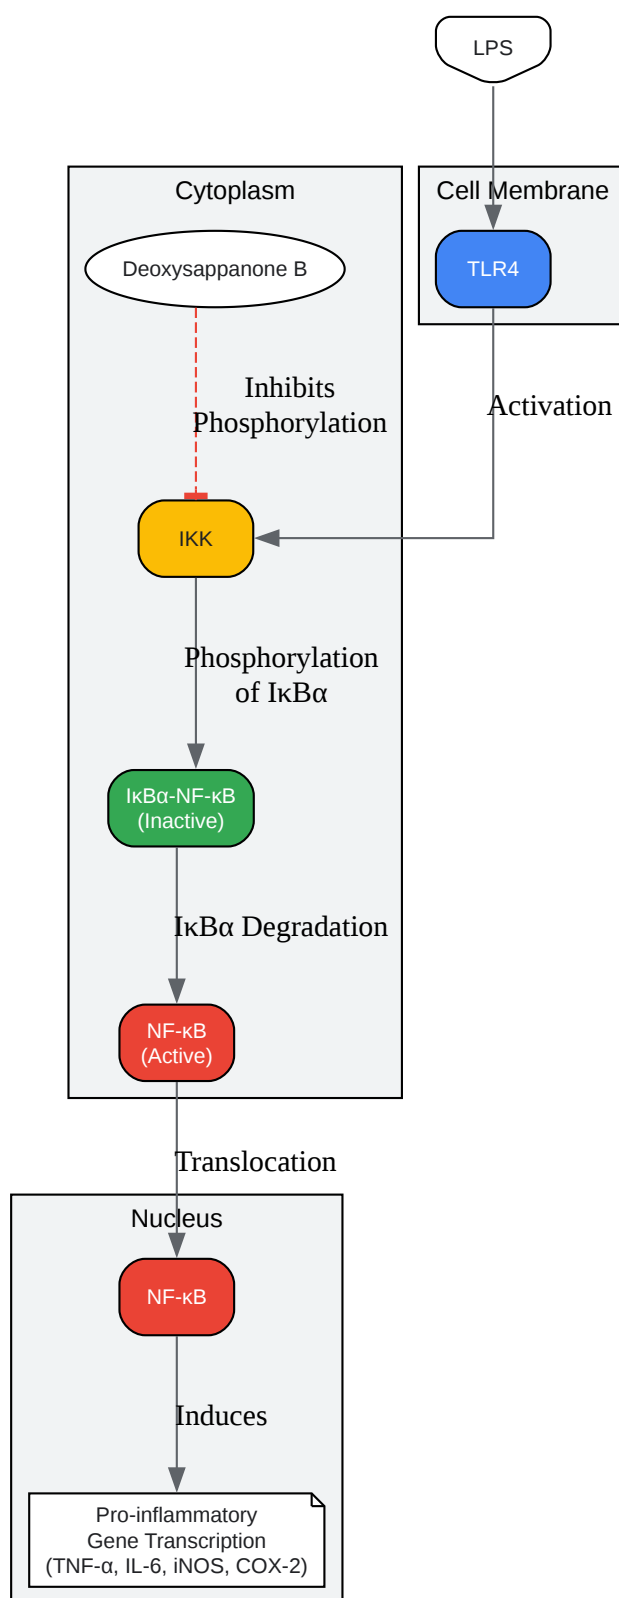 LPS
Cytoplasm
Cell Membrane
Deoxysappanone B
TLR4
Inhibits
Phosphorylation
Activation
IKK
Phosphorylation
of IκBα
IκBα-NF-κB
(Inactive)
IκBα Degradation
NF-κB
(Active)
Translocation
Nucleus
NF-κB
Induces
Pro-inflammatory
Gene Transcription
(TNF-α, IL-6, iNOS, COX-2)